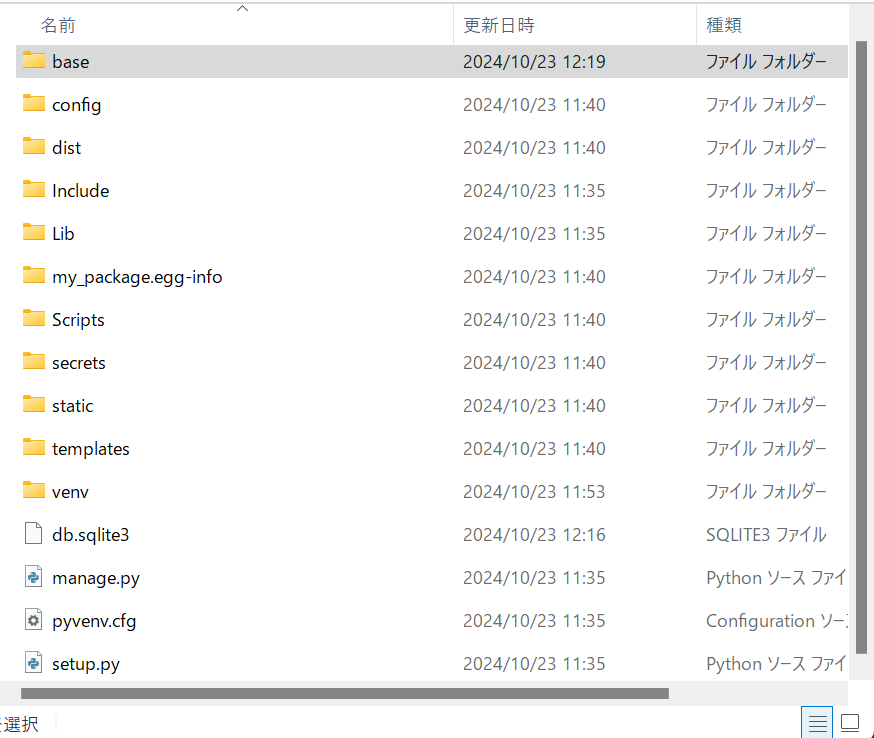 名前 更新日時 種類
base 2024/10/23 12:19 ファイル フォルダー
config 2024/10/23 11:40 ファイル フォルダー
dist 2024/10/23 11:40 ファイル フォルダー
Include 2024/10/23 11:35 ファイル フォルダー
Lib 2024/10/23 11:35 ファイル フォルダー
my_package.egg-info 2024/10/23 11:40 ファイル フォルダー
Scripts 2024/10/23 11:40 ファイル フォルダー
secrets 2024/10/23 11:40 ファイル フォルダー
static 2024/10/23 11:40 ファイル フォルダー
templates 2024/10/23 11:40 ファイル フォルダー
venv 2024/10/23 11:53 ファイル フォルダー
db.sqlite3 2024/10/23 12:16 SQLITE3 ファイル
manage.py 2024/10/23 11:35 Python ソース ファイ
pyvenv.cfg 2024/10/23 11:35 Configuration ソー
setup.py 2024/10/23 11:35 Python ソース ファイ
を選択